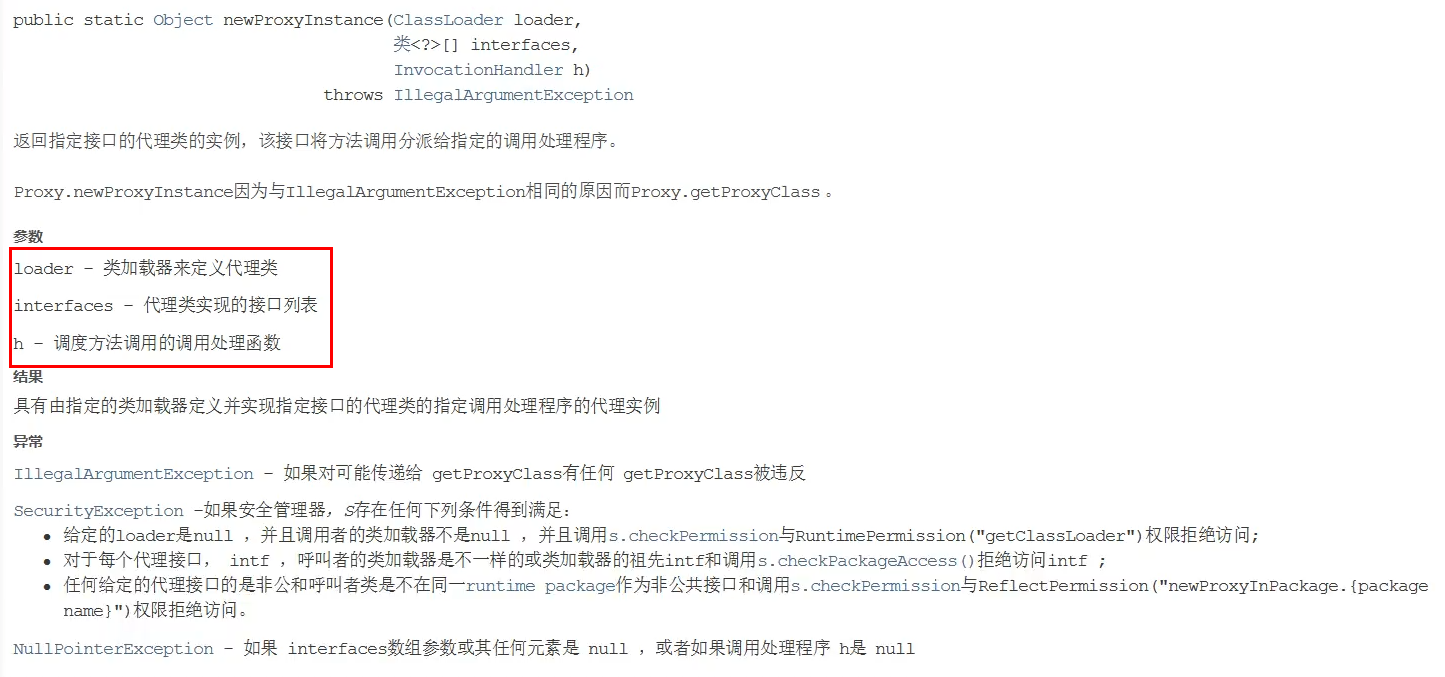 public static Object newProxyInstance(ClassLoader loader,
类<?>[] interfaces,
InvocationHandler h)
throws IllegalArgumentException
返回指定接口的代理类的实例，该接口将方法调用分派给指定的调用处理程序。
Proxy.newProxyInstance因为与IllegalArgumentException相同的原因而Proxy.getProxyClass 。
参数
loader - 类加载器来定义代理类
interfaces - 代理类实现的接口列表
h - 调度方法调用的调用处理函数
结果
具有由指定的类加载器定义并实现指定接口的代理类的指定调用处理程序的代理实例
异常
IllegalArgumentException - 如果对可能传递给 getProxyClass有任何 getProxyClass被违反
SecurityException -如果安全管理器，S存在任何下列条件得到满足：
• 给定的loader是null ，并且调用者的类加载器不是null ，并且调用s.checkPermission与RuntimePermission("getClassLoader")权限拒绝访问;
• 对于每个代理接口， intf ，呼叫者的类加载器是不一样的或类加载器的祖先intf和调用s.checkPackageAccess()拒绝访问intf ;
• 任何给定的代理接口的是非公和呼叫者类是不在同一runtime package作为非公共接口和调用s.checkPermission与ReflectPermission("newProxyInPackage.{package
name}")权限拒绝访问。
NullPointerException - 如果 interfaces数组参数或其任何元素是 null ，或者如果调用处理程序 h是 null